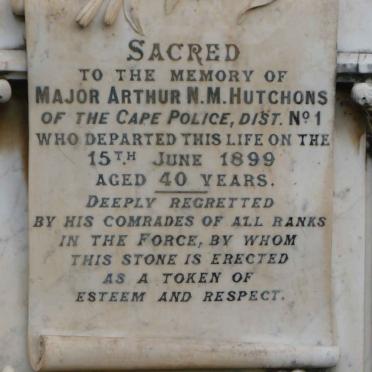 SACRED
TO THE MEMORY OF
MAJOR ARTHUR N.M. HUTCHONS
OF THE CAPE POLICE, DIST. No 1
WHO DEPARTED THIS LIFE ON THE
15TH JUNE 1899
AGED 40 YEARS.
DEEPLY REGRETTED
BY HIS COMRADES OF ALL RANKS
IN THE FORCE, BY WHOM
THIS STONE IS ERECTED
AS A TOKEN OF
ESTEEM AND RESPECT.